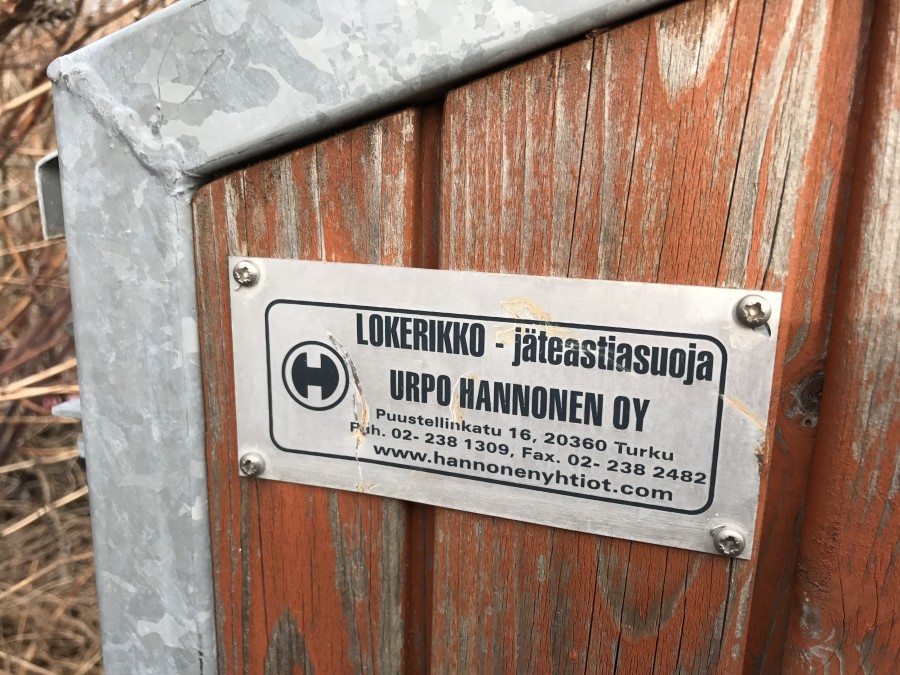 LOKERIKKO - jäteastiasuoja
URPO HANNONEN OY
Puustellinkatu 16, 20360 Turku
Puh. 02- 238 1309, Fax. 02- 238 2482
www.hannonenyhtiot.com